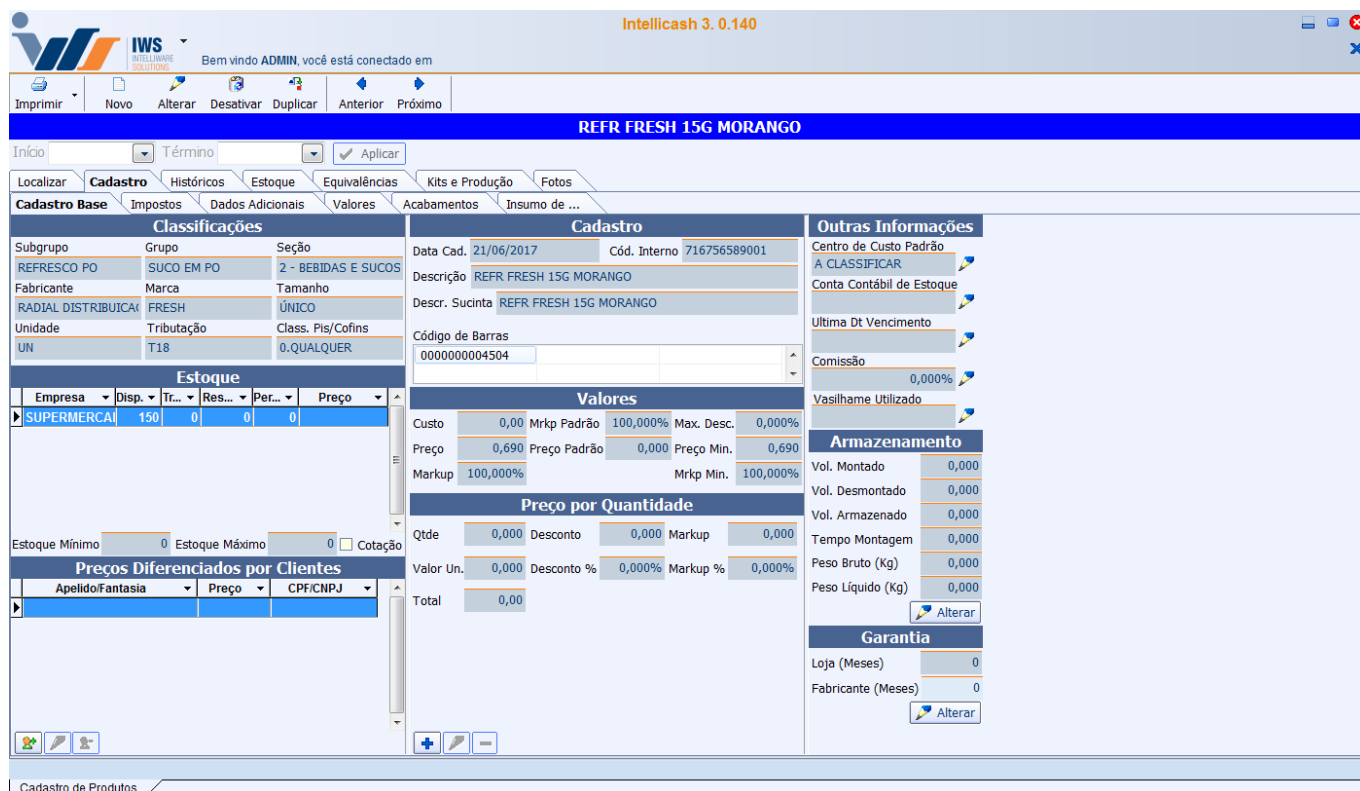 Intellicash 3. 0.140
IWS
INTELLIWARE
SOLUTIONS
Bem vindo ADMIN, você está conectado em
Imprimir Novo Alterar Desativar Duplicar Anterior Próximo
REFR FRESH 15G MORANGO
Início Término Aplicar
Localizar Cadastro Históricos Estoque Equivalências Kits e Produção Fotos
Cadastro Base Impostos Dados Adicionais Valores Acabamentos Insumo de ...
Classificações
Subgrupo Grupo Seção
REFRESCO PO SUCO EM PO 2 - BEBIDAS E SUCOS
Fabricante Marca Tamanho
RADIAL DISTRIBUICA( FRESH ÚNICO
Unidade Tributação Class. Pis/Cofins
UN T18 0.QUALQUER
Estoque
Empresa Disp. Tr... Res... Per... Preço
SUPERMERCAI 150 0 0 0
Estoque Mínimo 0 Estoque Máximo 0 Cotação
Preços Diferenciados por Clientes
Apelido/Fantasia Preço CPF/CNPJ
Cadastro
Data Cad. 21/06/2017 Cód. Interno 716756589001
Descrição REFR FRESH 15G MORANGO
Descr. Sucinta REFR FRESH 15G MORANGO
Código de Barras
0000000004504
Valores
Custo 0,00 Mrkp Padrão 100,000% Max. Desc. 0,000%
Preço 0,690 Preço Padrão 0,000 Preço Min. 0,690
Markup 100,000% Mrkp Min. 100,000%
Preço por Quantidade
Qtde 0,000 Desconto 0,000 Markup 0,000
Valor Un. 0,000 Desconto % 0,000% Markup % 0,000%
Total 0,00
Outras Informações
Centro de Custo Padrão
A CLASSIFICAR
Conta Contábil de Estoque
Ultima Dt Vencimento
Comissão
0,000%
Vasilhame Utilizado
Armazenamento
Vol. Montado 0,000
Vol. Desmontado 0,000
Vol. Armazenado 0,000
Tempo Montagem 0,000
Peso Bruto (Kg) 0,000
Peso Líquido (Kg) 0,000
Alterar
Garantia
Loja (Meses) 0
Fabricante (Meses) 0
Alterar
Cadastro de Produtos